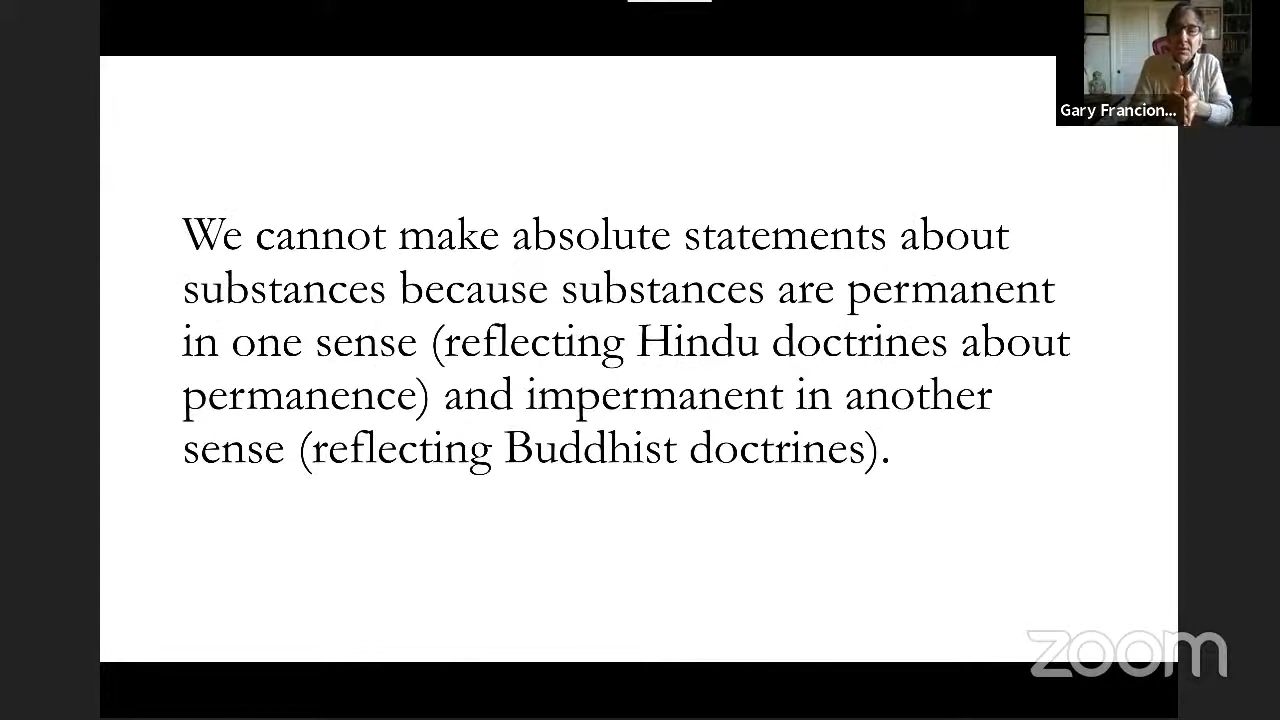 Gary Francion...
We cannot make absolute statements about
substances because substances are permanent
in one sense (reflecting Hindu doctrines about
permanence) and impermanent in another
sense (reflecting Buddhist doctrines).
zoom